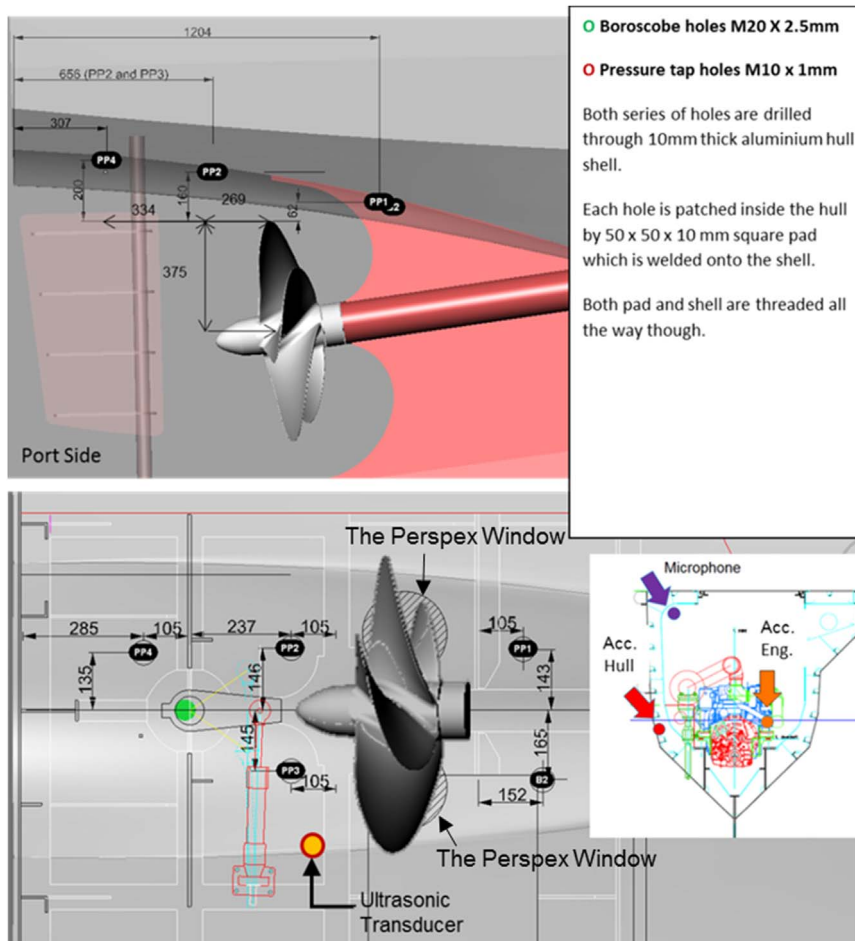 1204
656 (PP2 and PP3)
307
PP4
PP2
PP1
200
160
62
334
269
375
Port Side
O Boroscobe holes M20 X 2.5mm
O Pressure tap holes M10 x 1mm
Both series of holes are drilled
through 10mm thick aluminium hull
shell.
Each hole is patched inside the hull
by 50 x 50 x 10 mm square pad
which is welded onto the shell.
Both pad and shell are threaded all
the way though.
The Perspex Window
285
105
237
105
105
PP4
PP2
PP1
135
146
143
145
165
PP3
105
B2
152
The Perspex Window
Ultrasonic
Transducer
Microphone
Acc.
Hull
Acc.
Eng.